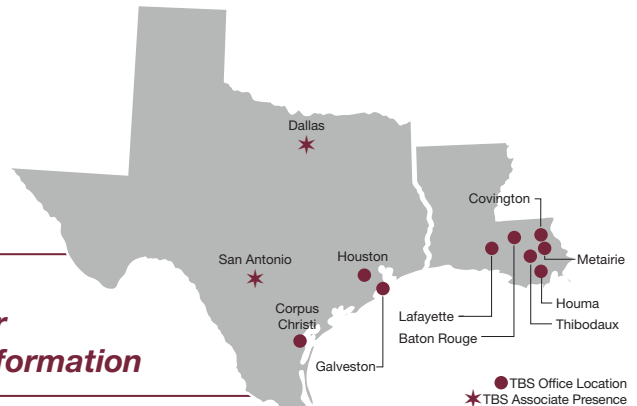 Dallas
Covington
San Antonio
Houston
Metairie
Corpus
Christi
Lafayette
Houma
Baton Rouge
Thibodaux
Galveston
formation
TBS Office Location
TBS Associate Presence